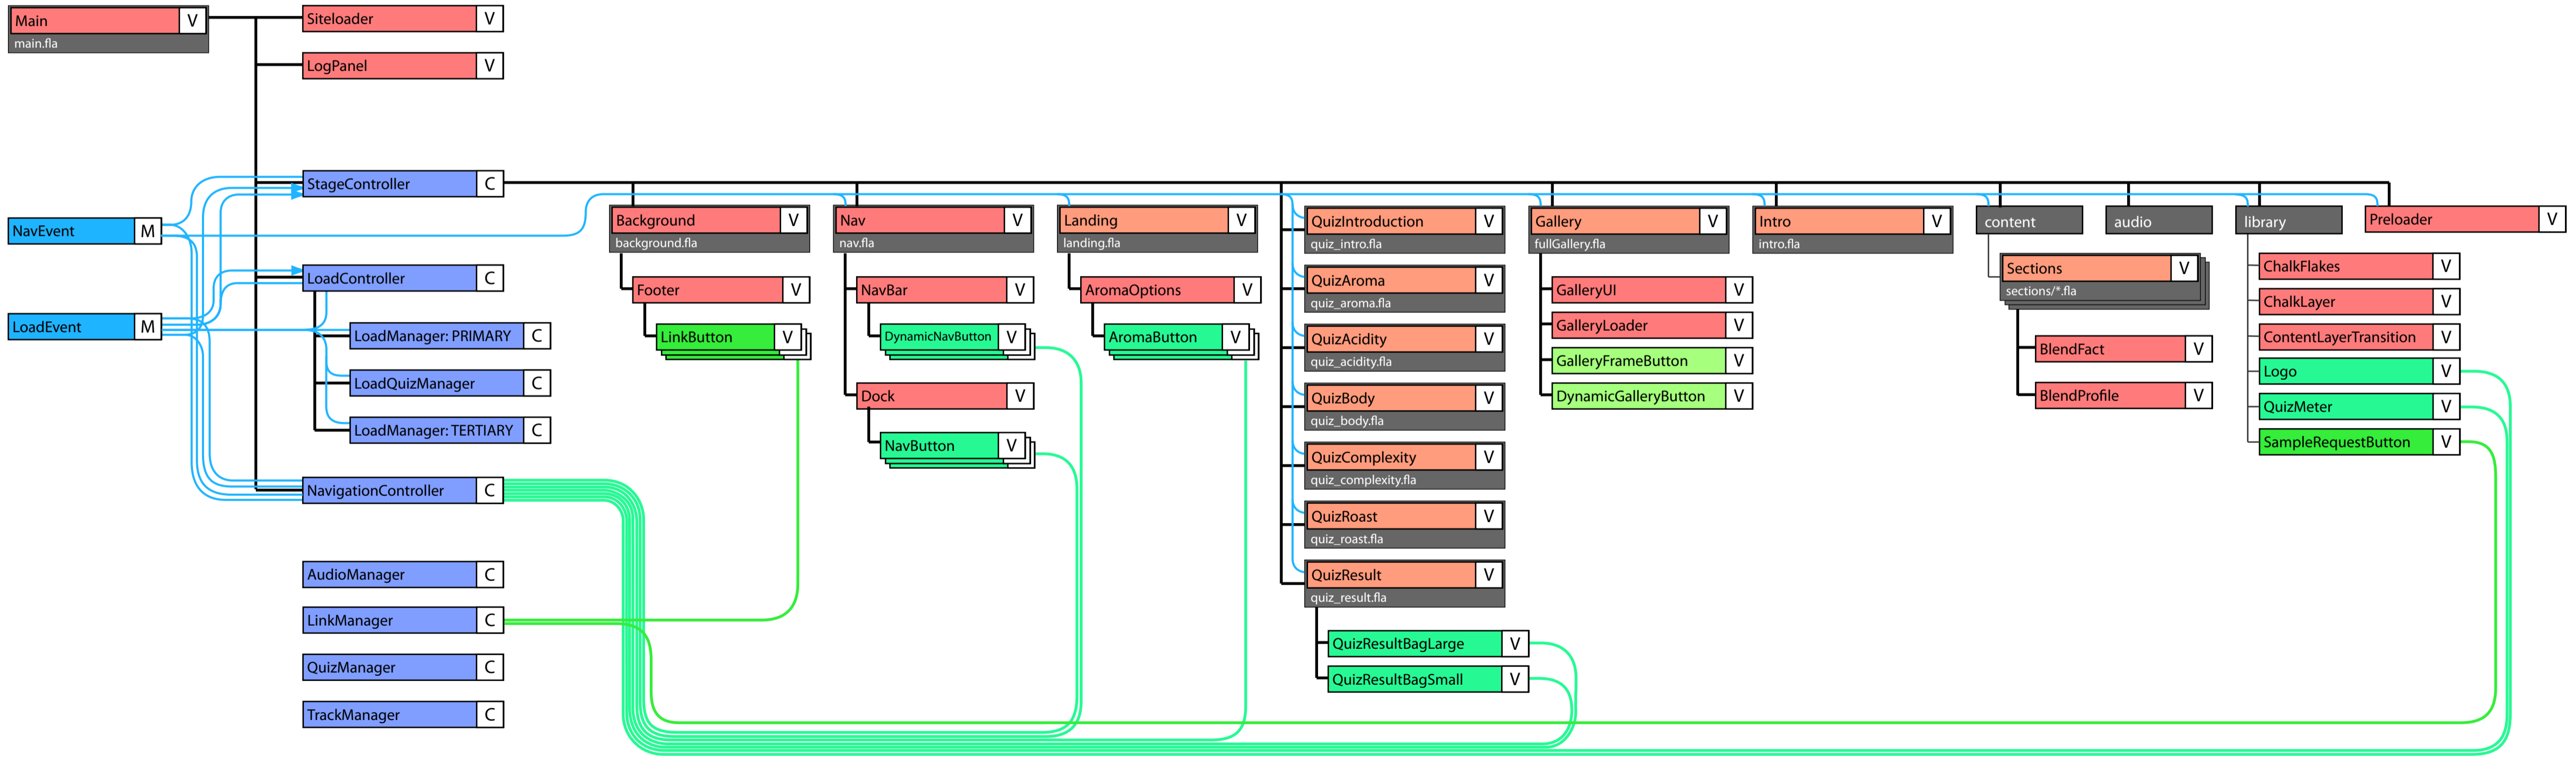 Main V
main.fla
Siteloader V
LogPanel V
StageController C
NavEvent M
LoadController C
LoadEvent M
LoadManager: PRIMARY C
LoadQuizManager C
LoadManager: TERTIARY C
NavigationController C
AudioManager C
LinkManager C
QuizManager C
TrackManager C
Background V
background.fla
Footer V
LinkButton V
Nav V
nav.fla
NavBar V
DynamicNavButton V
Dock V
NavButton V
Landing V
landing.fla
AromaOptions V
AromaButton V
QuizIntroduction V
quiz_intro.fla
QuizAroma V
quiz_aroma.fla
QuizAcidity V
quiz_acidity.fla
QuizBody V
quiz_body.fla
QuizComplexity V
quiz_complexity.fla
QuizRoast V
quiz_roast.fla
QuizResult V
quiz_result.fla
QuizResultBagLarge V
QuizResultBagSmall V
Gallery V
fullGallery.fla
GalleryUI V
GalleryLoader V
GalleryFrameButton V
DynamicGalleryButton V
Intro V
intro.fla
content
Sections V
sections/*.fla
BlendFact V
BlendProfile V
audio
library
ChalkFlakes V
ChalkLayer V
ContentLayerTransition V
Logo V
QuizMeter V
SampleRequestButton V
Preloader V